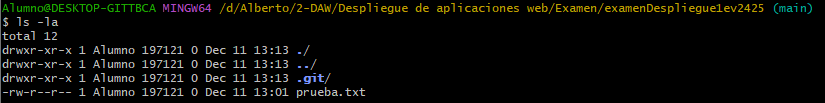 Alumno@DESKTOP-GITTBCA MINGW64 /d/Alberto/2-DAW/Despliegue de aplicaciones web/Examen/examenDespliegue1ev2425 (main)
$ ls -la
total 12
drwxr-xr-x 1 Alumno 197121 0 Dec 11 13:13 ./
drwxr-xr-x 1 Alumno 197121 0 Dec 11 13:13 ../
drwxr-xr-x 1 Alumno 197121 0 Dec 11 13:13 .git/
-rw-r--r-- 1 Alumno 197121 0 Dec 11 13:01 prueba.txt